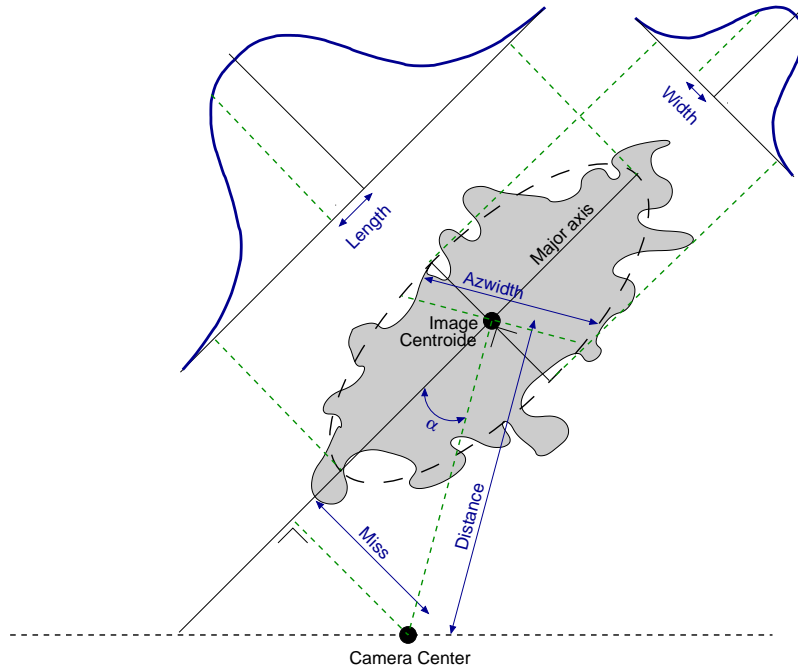 Width
Length
Major axis
Azwidth
Image
Centroide
α
Distance
Miss
Camera Center